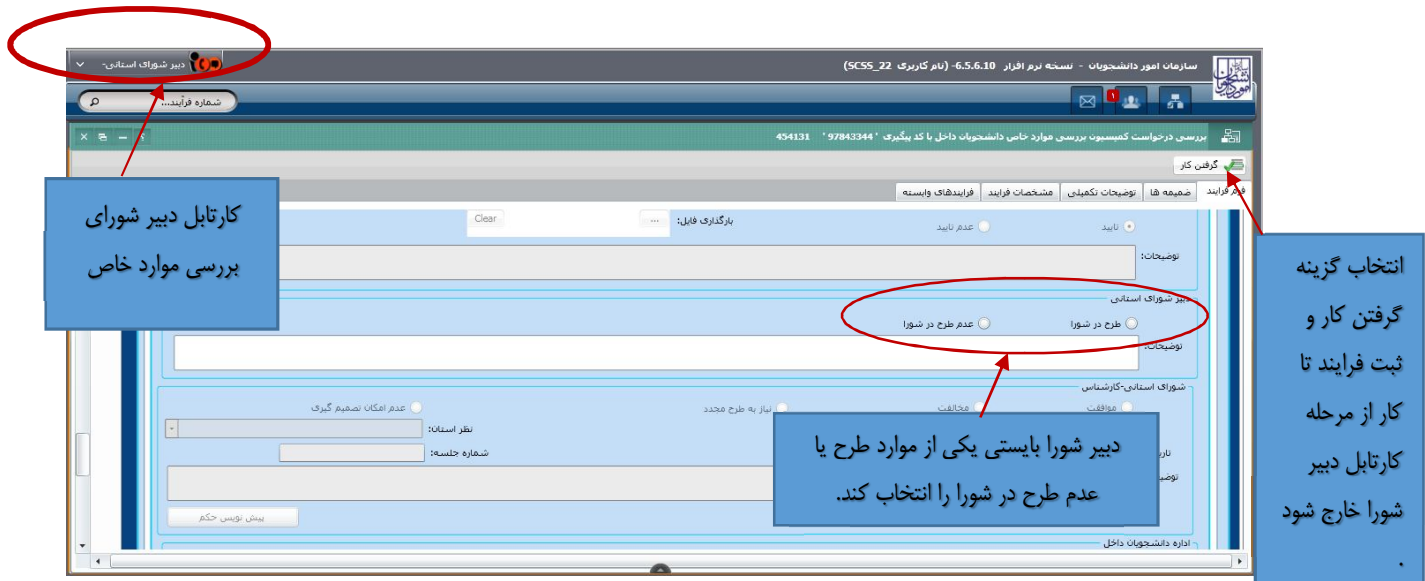 سازمان امور دانشجویان - نسخه نرم افزار 6.5.6.10- (نام کاربری SCSS_22)
دبیر شورای استانی-
سازمان
امور دانشجویان
۱
شماره فرآیند...
بررسی درخواست کمیسیون بررسی موارد خاص دانشجویان داخل با کد پیگیری ' 97843344 ' 454131
گرفتن کار
فرم فرایند
ضمیمه ها
توضیحات تکمیلی
مشخصات فرایند
فرایندهای وابسته
تایید
عدم تایید
بارگذاری فایل:
...
Clear
توضیحات:
دبیر شورای استانی
طرح در شورا
عدم طرح در شورا
توضیحات:
شورای استانی-کارشناس
موافقت
مخالفت
نیاز به طرح مجدد
عدم امکان تصمیم گیری
نظر استان:
شماره جلسه:
پیش نویس حکم
اداره دانشجویان داخل
کارتابل دبیر شورای
بررسی موارد خاص
دبیر شورا بایستی یکی از موارد طرح یا
عدم طرح در شورا را انتخاب کند.
انتخاب گزینه
گرفتن کار و
ثبت فرایند تا
کار از مرحله
کارتابل دبیر
شورا خارج شود
.